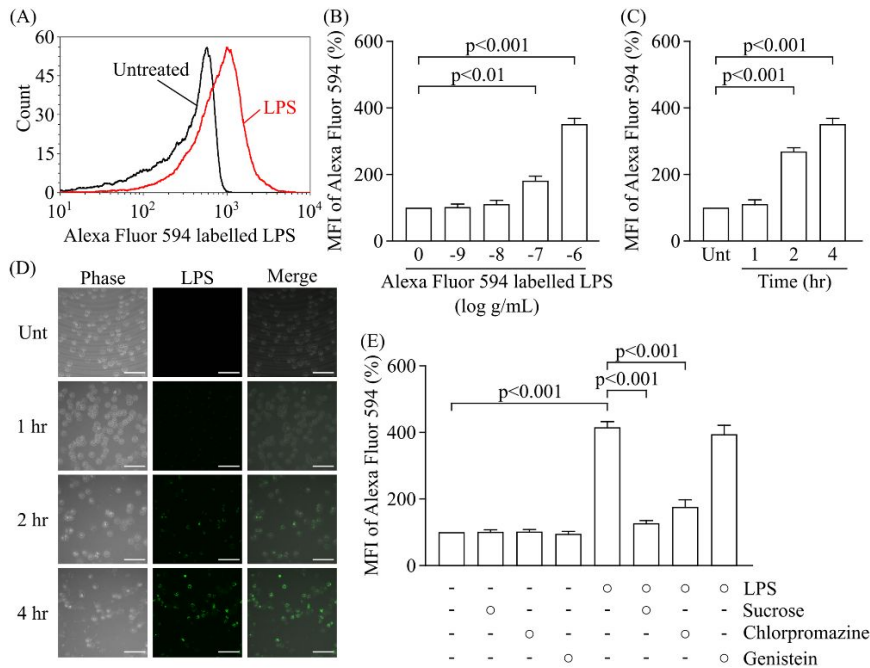 (A)
60
45
30
15
0
Count
Untreated
LPS
10¹ 10² 10³ 10⁴
Alexa Fluor 594 labelled LPS
(B)
MFI of Alexa Fluor 594 (%)
600
400
200
0
p<0.001
p<0.01
0 -9 -8 -7 -6
Alexa Fluor 594 labelled LPS
(log g/mL)
(C)
MFI of Alexa Fluor 594 (%)
600
400
200
0
p<0.001
p<0.001
Unt 1 2 4
Time (hr)
(D)
Phase LPS Merge
Unt
1 hr
2 hr
4 hr
(E)
MFI of Alexa Fluor 594 (%)
600
400
200
0
p<0.001
p<0.001
p<0.001
- - - - ○ ○ ○ ○ LPS
- ○ - - - ○ - - Sucrose
- - ○ - - - ○ - Chlorpromazine
- - - ○ - - - ○ Genistein